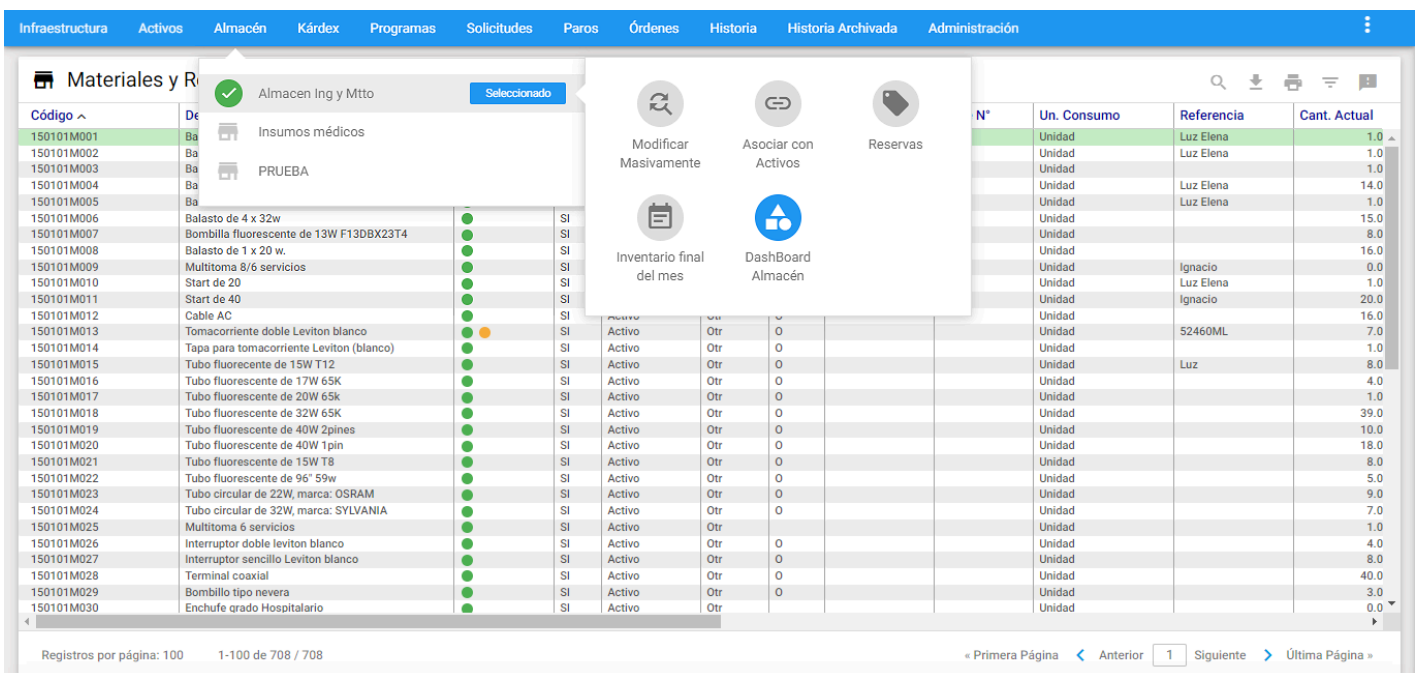 Infraestructura Activos Almacén Kárdex Programas Solicitudes Paros Órdenes Historia Historia Archivada Administración
Materiales y R
Almacen Ing y Mtto Seleccionado
Insumos médicos
PRUEBA
Modificar Masivamente
Asociar con Activos
Reservas
Inventario final del mes
DashBoard Almacén
Código De N° Un. Consumo Referencia Cant. Actual
150101M001 Ba Unidad Luz Elena 1.0
150101M002 Ba Unidad Luz Elena 1.0
150101M003 Ba Unidad 1.0
150101M004 Ba Unidad Luz Elena 14.0
150101M005 Ba Unidad Luz Elena 1.0
150101M006 Balasto de 4 x 32w SI Unidad 15.0
150101M007 Bombilla fluorescente de 13W F13DBX23T4 SI Unidad 8.0
150101M008 Balasto de 1 x 20 w. SI Unidad 16.0
150101M009 Multitoma 8/6 servicios SI Unidad Ignacio 0.0
150101M010 Start de 20 SI Unidad Luz Elena 1.0
150101M011 Start de 40 SI Unidad Ignacio 20.0
150101M012 Cable AC SI Activo Otr O Unidad 16.0
150101M013 Tomacorriente doble Leviton blanco SI Activo Otr O Unidad 52460ML 7.0
150101M014 Tapa para tomacorriente Leviton (blanco) SI Activo Otr O Unidad 1.0
150101M015 Tubo fluorecente de 15W T12 SI Activo Otr O Unidad Luz 8.0
150101M016 Tubo fluorescente de 17W 65K SI Activo Otr O Unidad 4.0
150101M017 Tubo fluorescente de 20W 65k SI Activo Otr O Unidad 1.0
150101M018 Tubo fluorescente de 32W 65K SI Activo Otr O Unidad 39.0
150101M019 Tubo fluorescente de 40W 2pines SI Activo Otr O Unidad 10.0
150101M020 Tubo fluorescente de 40W 1pin SI Activo Otr O Unidad 18.0
150101M021 Tubo fluorescente de 15W T8 SI Activo Otr O Unidad 8.0
150101M022 Tubo fluorescente de 96" 59w SI Activo Otr O Unidad 5.0
150101M023 Tubo circular de 22W, marca: OSRAM SI Activo Otr O Unidad 9.0
150101M024 Tubo circular de 32W, marca: SYLVANIA SI Activo Otr O Unidad 7.0
150101M025 Multitoma 6 servicios SI Activo Otr Unidad 1.0
150101M026 Interruptor doble leviton blanco SI Activo Otr O Unidad 4.0
150101M027 Interruptor sencillo Leviton blanco SI Activo Otr O Unidad 8.0
150101M028 Terminal coaxial SI Activo Otr O Unidad 40.0
150101M029 Bombillo tipo nevera SI Activo Otr O Unidad 3.0
150101M030 Enchufe grado Hospitalario SI Activo Otr Unidad 0.0
Registros por página: 100 1-100 de 708 / 708 « Primera Página Anterior 1 Siguiente Última Página »